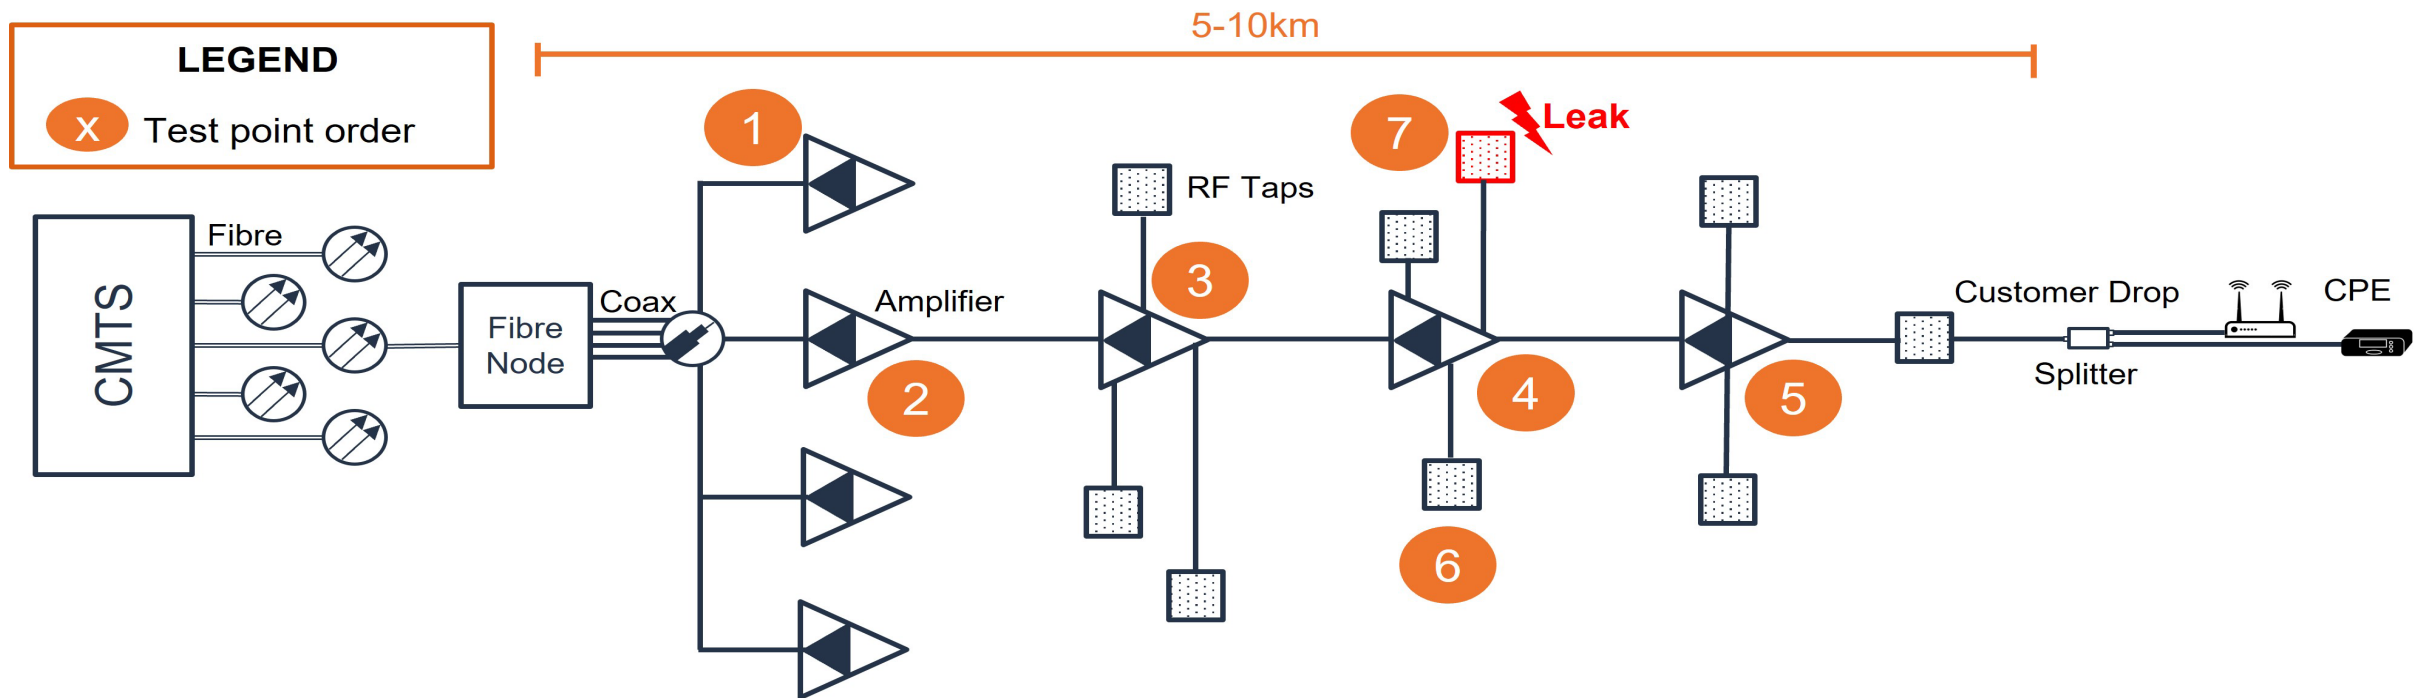 5-10km
LEGEND
x Test point order
1
7
Leak
RF Taps
Fibre
3
CMTS
Coax
Amplifier
Customer Drop
CPE
Fibre
Node
Splitter
2
4
5
6